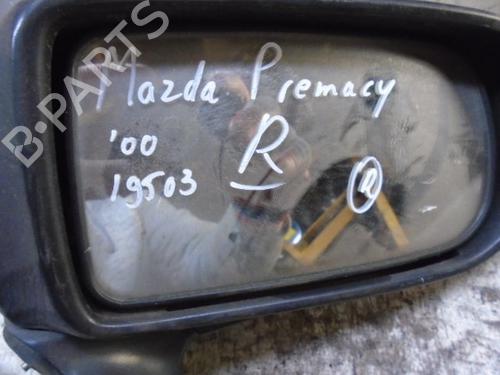 B-PARTS
Mazda Premacy
'00 R
19503 R